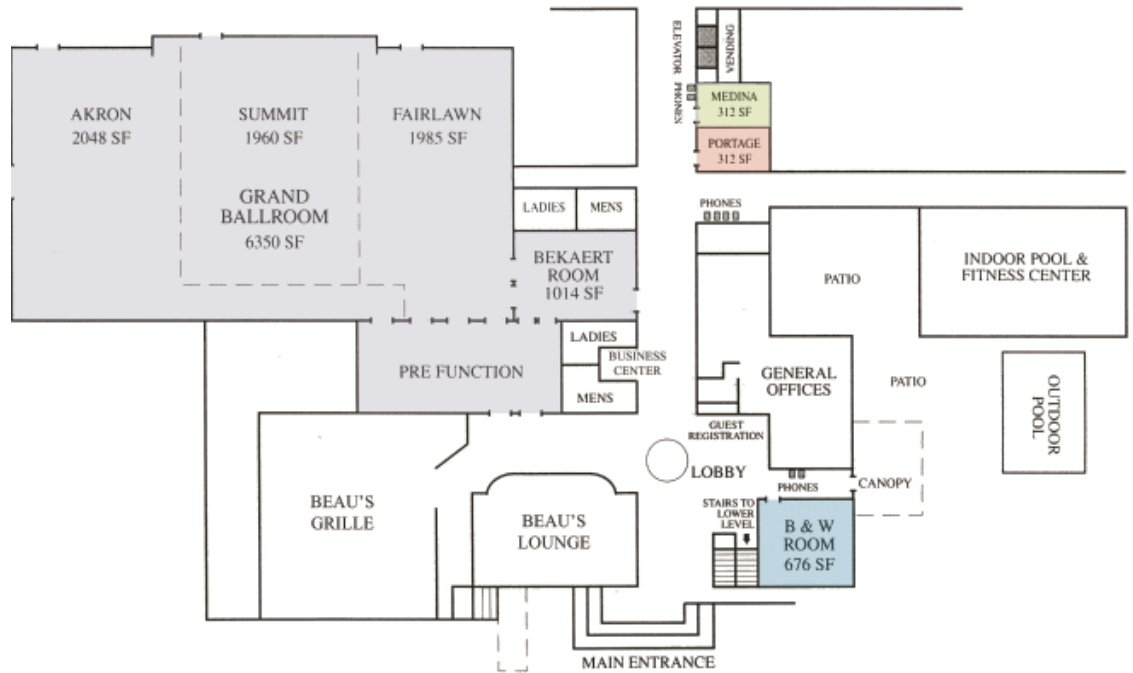 AKRON
2048 SF
SUMMIT
1960 SF
FAIRLAWN
1985 SF
GRAND
BALLROOM
6350 SF
ELEVATOR
VENDING
PHONES
MEDINA
312 SF
PORTAGE
312 SF
LADIES
MENS
BEKAERT
ROOM
1014 SF
PHONES
PATIO
INDOOR POOL &
FITNESS CENTER
LADIES
BUSINESS
CENTER
MENS
PRE FUNCTION
GENERAL
OFFICES
PATIO
OUTDOOR
POOL
GUEST
REGISTRATION
LOBBY
PHONES
CANOPY
STAIRS TO
LOWER
LEVEL
B & W
ROOM
676 SF
BEAU'S
GRILLE
BEAU'S
LOUNGE
MAIN ENTRANCE